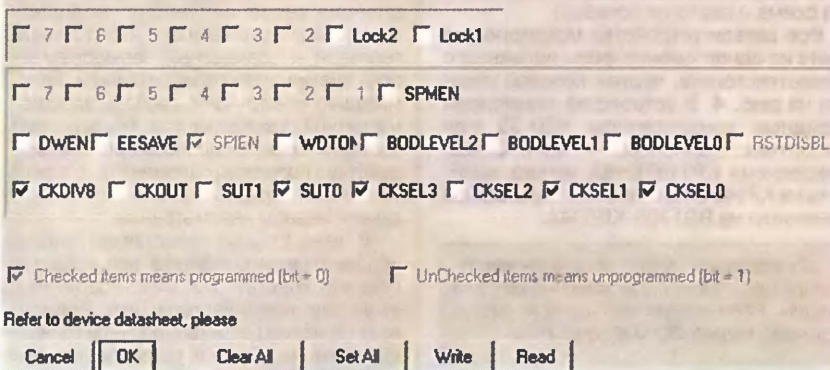 7 6 5 4 3 2 Lock2 Lock1
7 6 5 4 3 2 1 SPMEN
DWEN EESAVE SPIEN WDTON BODLEVEL2 BODLEVEL1 BODLEVEL0 RSTDISBL
CKDIV8 CKOUT SUT1 SUT0 CKSEL3 CKSEL2 CKSEL1 CKSEL0
Checked items means programmed (bit = 0) UnChecked items means unprogrammed (bit = 1)
Refer to device datasheet, please
Cancel OK Clear All Set All Write Read